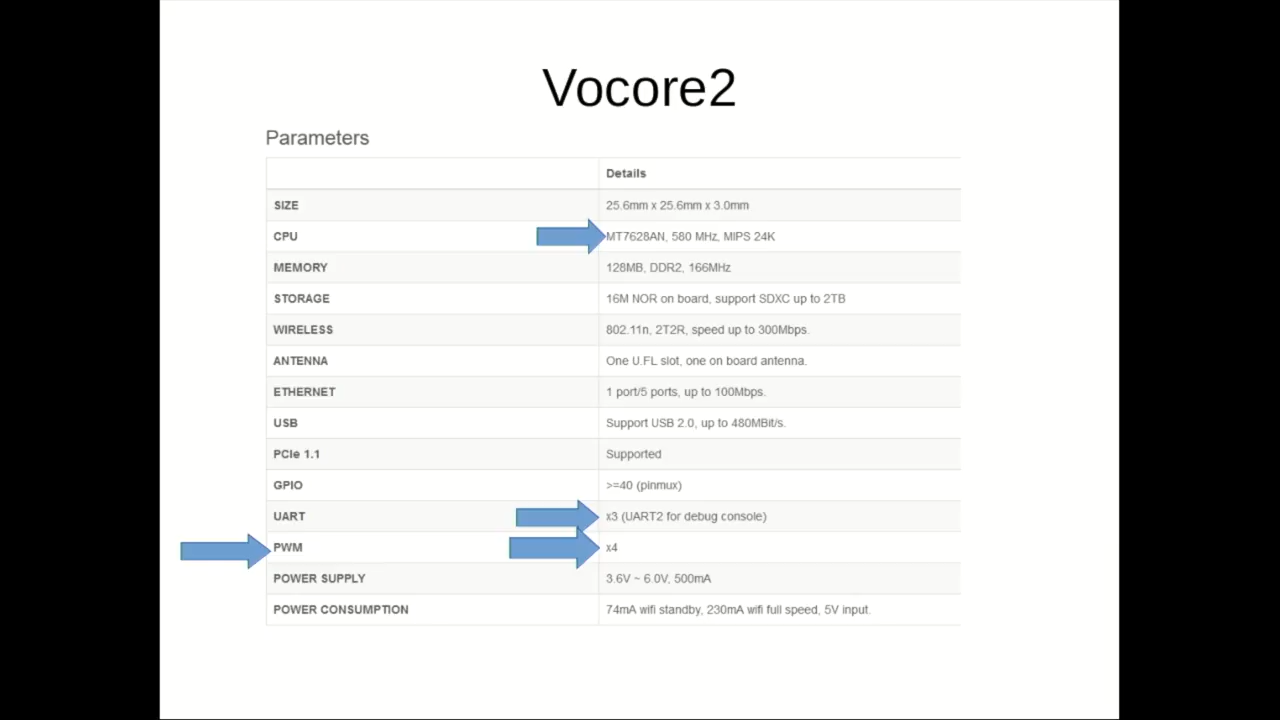 Vocore2
Parameters
Details
SIZE 25.6mm x 25.6mm x 3.0mm
CPU MT7628AN, 580 MHz, MIPS 24K
MEMORY 128MB, DDR2, 166MHz
STORAGE 16M NOR on board, support SDXC up to 2TB
WIRELESS 802.11n, 2T2R, speed up to 300Mbps.
ANTENNA One U.FL slot, one on board antenna.
ETHERNET 1 port/5 ports, up to 100Mbps.
USB Support USB 2.0, up to 480MBit/s.
PCIe 1.1 Supported
GPIO >=40 (pinmux)
UART x3 (UART2 for debug console)
PWM x4
POWER SUPPLY 3.6V ~ 6.0V, 500mA
POWER CONSUMPTION 74mA wifi standby, 230mA wifi full speed, 5V input.